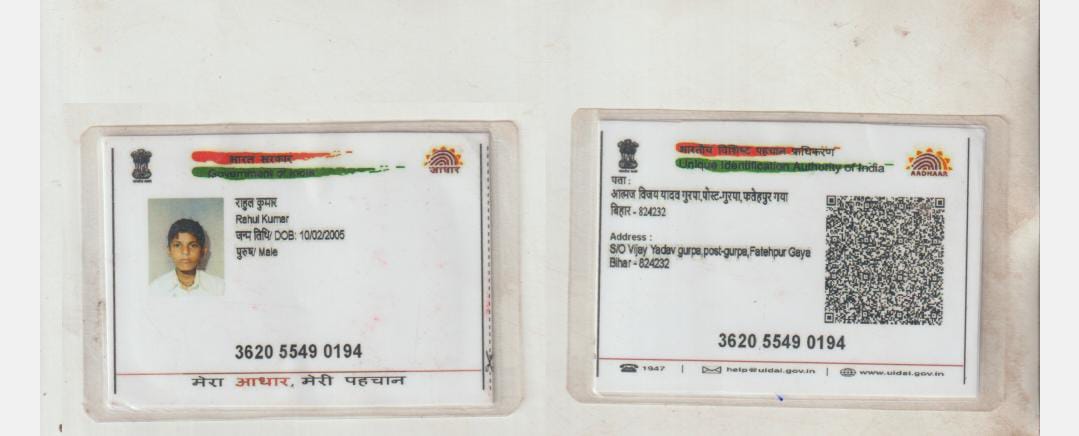 भारत सरकार
Government of India
आधार
राहुल कुमार
Rahul Kumar
जन्म तिथि/ DOB: 10/02/2005
पुरुष/ Male
3620 5549 0194
मेरा आधार, मेरी पहचान
भारतीय विशिष्ट पहचान प्राधिकरण
Unique Identification Authority of India
AADHAAR
पता :
आत्मज विजय यादव गुरपा,पोस्ट-गुरपा,फतेहपुर गया
बिहार - 824232
Address :
S/O Vijay Yadav gurpa,post-gurpa,Fatehpur Gaya
Bihar - 824232
3620 5549 0194
1947 | help@uidai.gov.in | www.uidai.gov.in